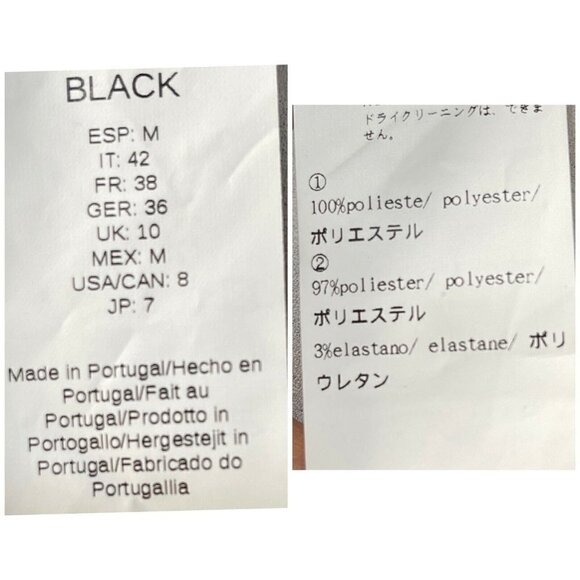 BLACK
ESP: M
IT: 42
FR: 38
GER: 36
UK: 10
MEX: M
USA/CAN: 8
JP: 7
Made in Portugal/Hecho en
Portugal/Fait au
Portugal/Prodotto in
Portogallo/Hergestejit in
Portugal/Fabricado do
Portugallia
ドライクリーニングは、できま
せん。
①
100%polieste/ polyester/
ポリエステル
②
97%poliester/ polyester/
ポリエステル
3%elastano/ elastane/ ポリ
ウレタン